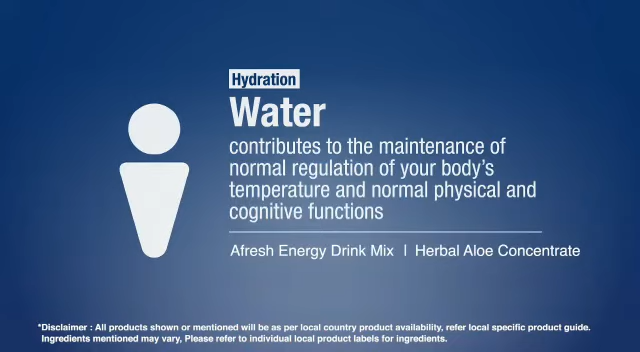 Hydration
Water
contributes to the maintenance of
normal regulation of your body's
temperature and normal physical and
cognitive functions
Afresh Energy Drink Mix | Herbal Aloe Concentrate
*Disclaimer : All products shown or mentioned will be as per local country product availability, refer local specific product guide.
Ingredients mentioned may vary, Please refer to individual local product labels for ingredients.